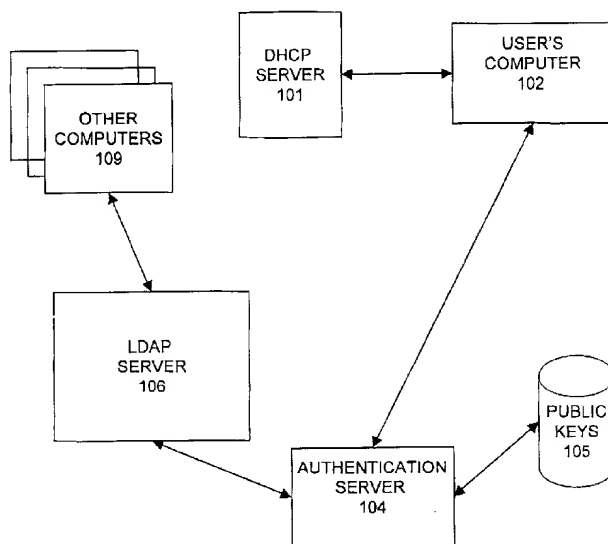 DHCP
SERVER
101
USER'S
COMPUTER
102
OTHER
COMPUTERS
109
LDAP
SERVER
106
PUBLIC
KEYS
105
AUTHENTICATION
SERVER
104